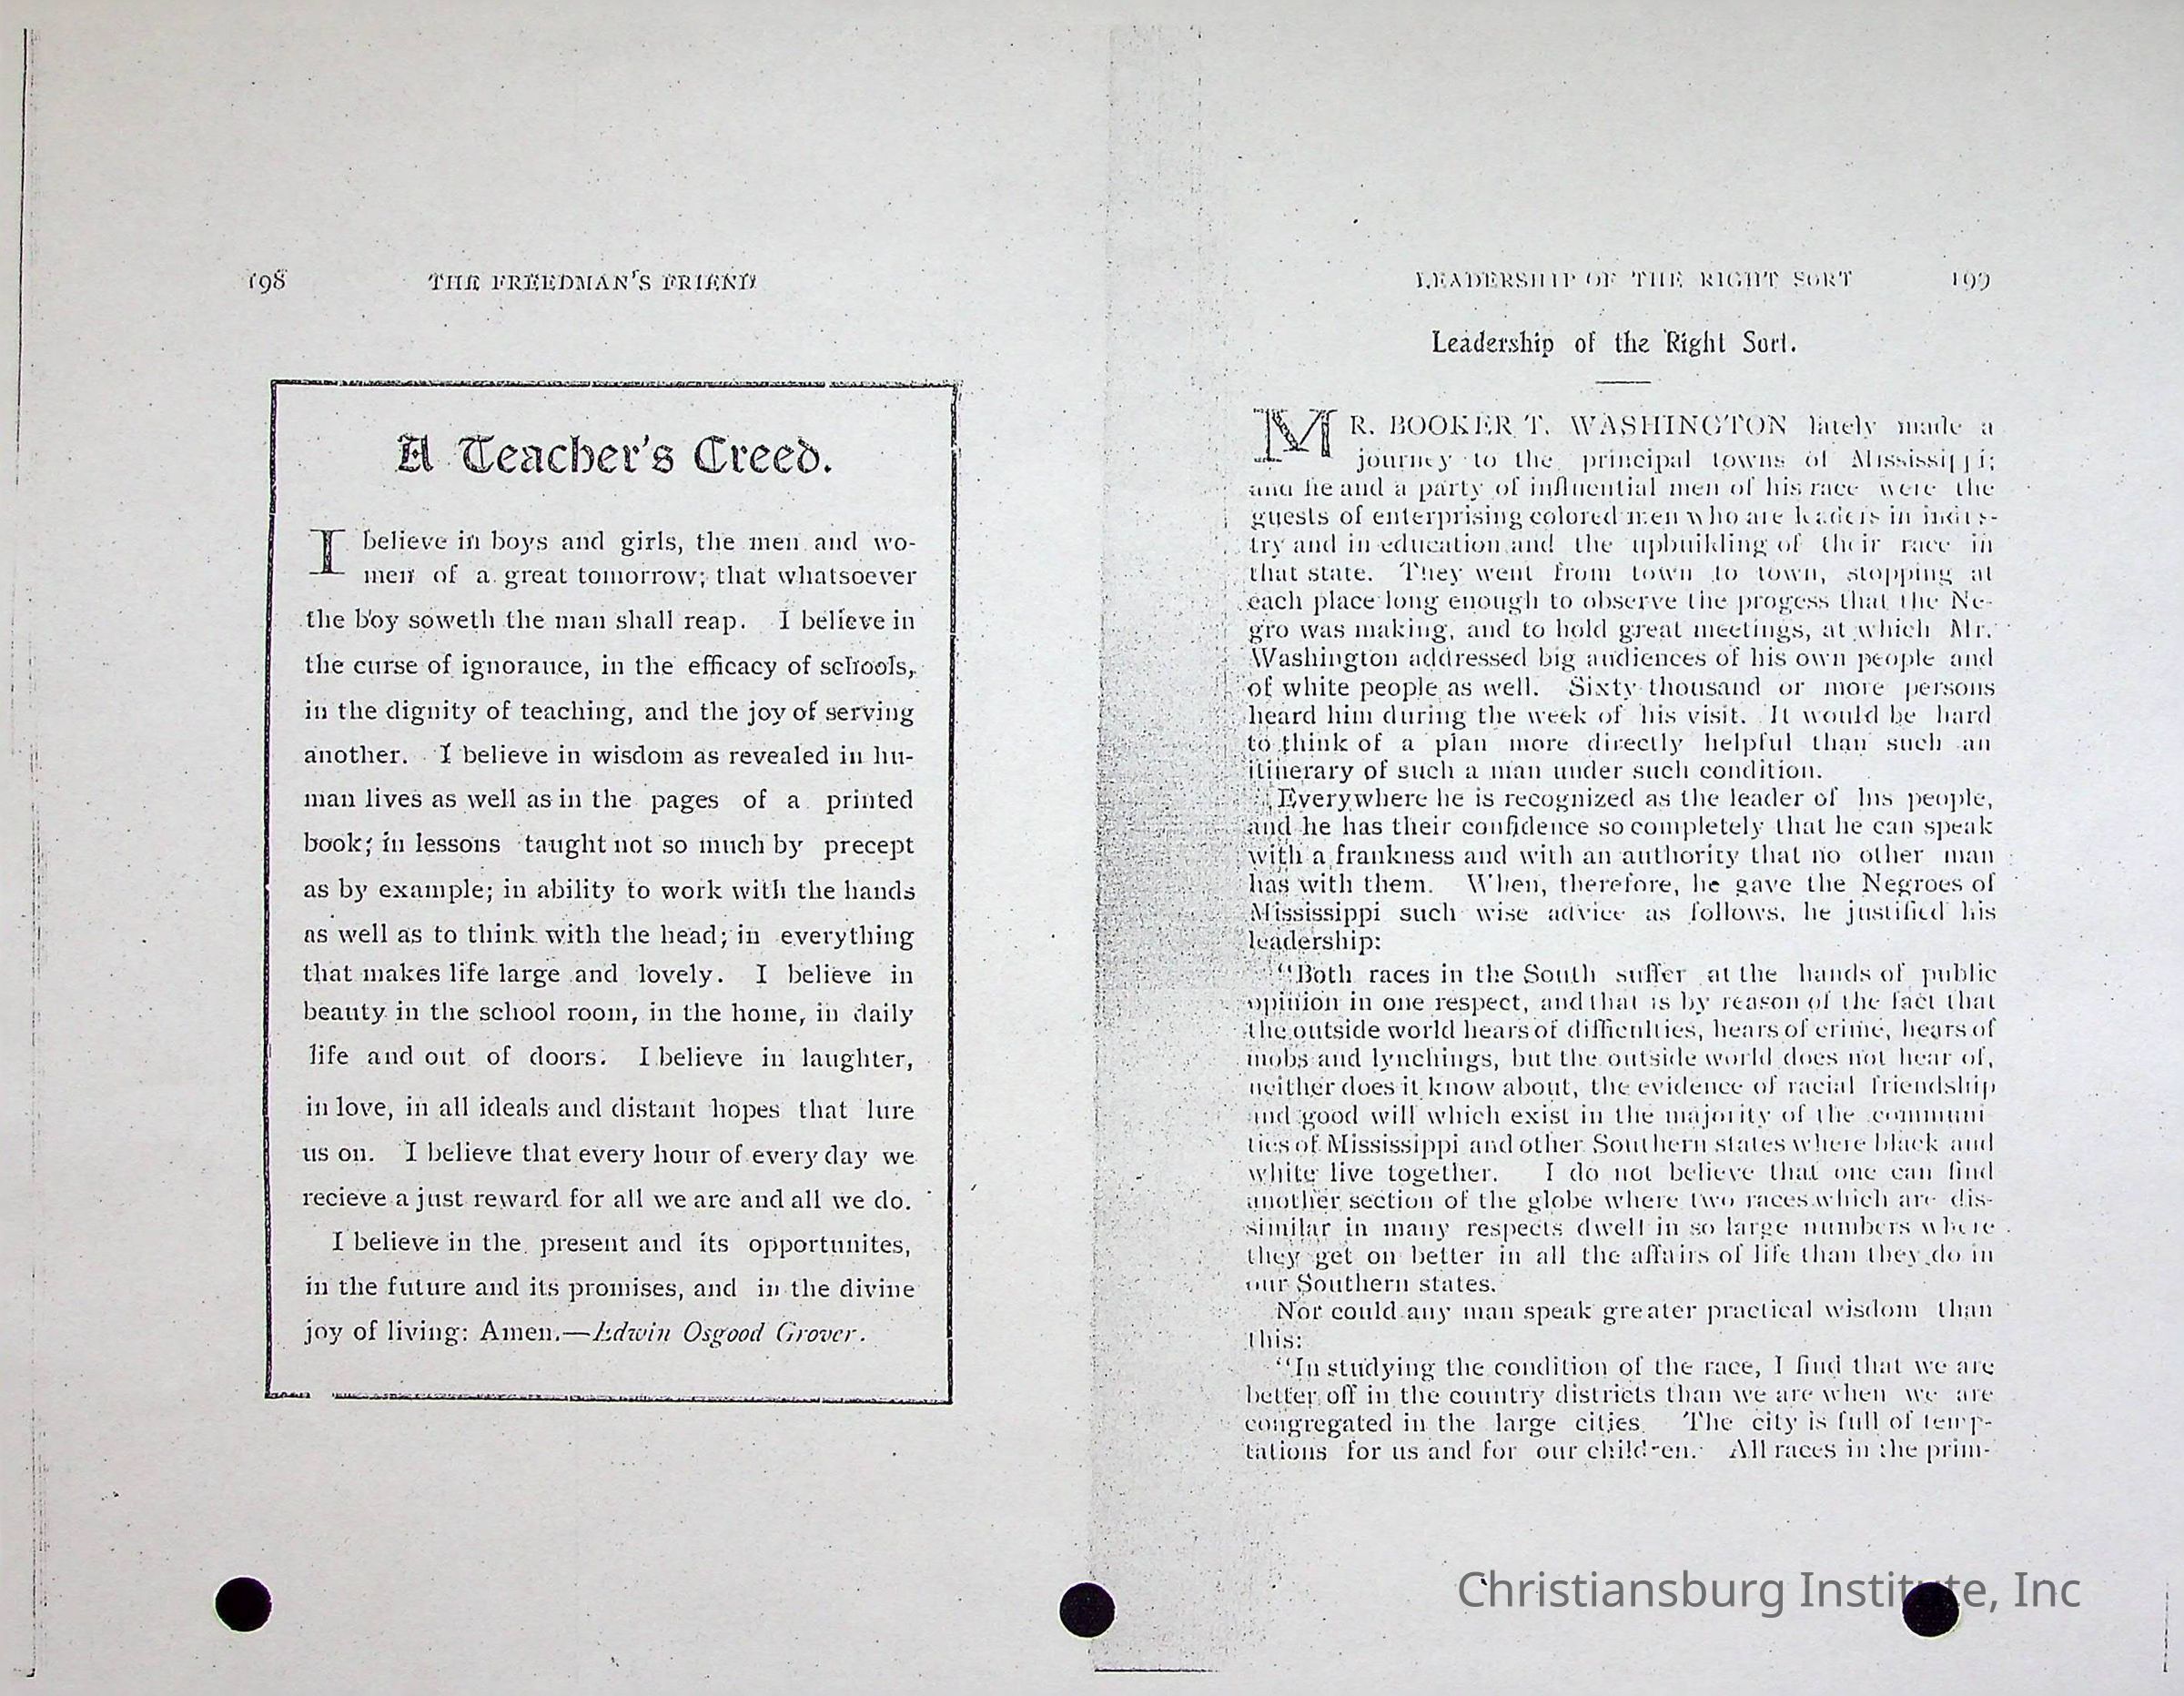 198 THE FREEDMAN'S FRIEND
A Teacher's Creed.
I believe in boys and girls, the men and wo-
men of a great tomorrow; that whatsoever
the boy soweth the man shall reap. I believe in
the curse of ignorance, in the efficacy of schools,
in the dignity of teaching, and the joy of serving
another. I believe in wisdom as revealed in hu-
man lives as well as in the pages of a printed
book; in lessons taught not so much by precept
as by example; in ability to work with the hands
as well as to think with the head; in everything
that makes life large and lovely. I believe in
beauty in the school room, in the home, in daily
life and out of doors. I believe in laughter,
in love, in all ideals and distant hopes that lure
us on. I believe that every hour of every day we
recieve a just reward for all we are and all we do.
I believe in the present and its opportunites,
in the future and its promises, and in the divine
joy of living: Amen.—Edwin Osgood Grover.
LEADERSHIP OF THE RIGHT SORT 199
Leadership of the Right Sort.
MR. BOOKER T. WASHINGTON lately made a
journey to the principal towns of Mississippi;
and he and a party of influential men of his race were the
guests of enterprising colored men who are leaders in indus-
try and in education and the upbuilding of their race in
that state. They went from town to town, stopping at
each place long enough to observe the progess that the Ne-
gro was making, and to hold great meetings, at which Mr.
Washington addressed big audiences of his own people and
of white people as well. Sixty thousand or more persons
heard him during the week of his visit. It would be hard
to think of a plan more directly helpful than such an
itinerary of such a man under such condition.
Everywhere he is recognized as the leader of his people,
and he has their confidence so completely that he can speak
with a frankness and with an authority that no other man
has with them. When, therefore, he gave the Negroes of
Mississippi such wise advice as follows, he justified his
leadership:
"Both races in the South suffer at the hands of public
opinion in one respect, and that is by reason of the fact that
the outside world hears of difficulties, hears of crime, hears of
mobs and lynchings, but the outside world does not hear of,
neither does it know about, the evidence of racial friendship
and good will which exist in the majority of the communi
ties of Mississippi and other Southern states where black and
white live together. I do not believe that one can find
another section of the globe where two races which are dis-
similar in many respects dwell in so large numbers where
they get on better in all the affairs of life than they do in
our Southern states.
Nor could any man speak greater practical wisdom than
this:
"In studying the condition of the race, I find that we are
better off in the country districts than we are when we are
congregated in the large cities. The city is full of temp-
tations for us and for our children. All races in the prim-
Christiansburg Institute, Inc